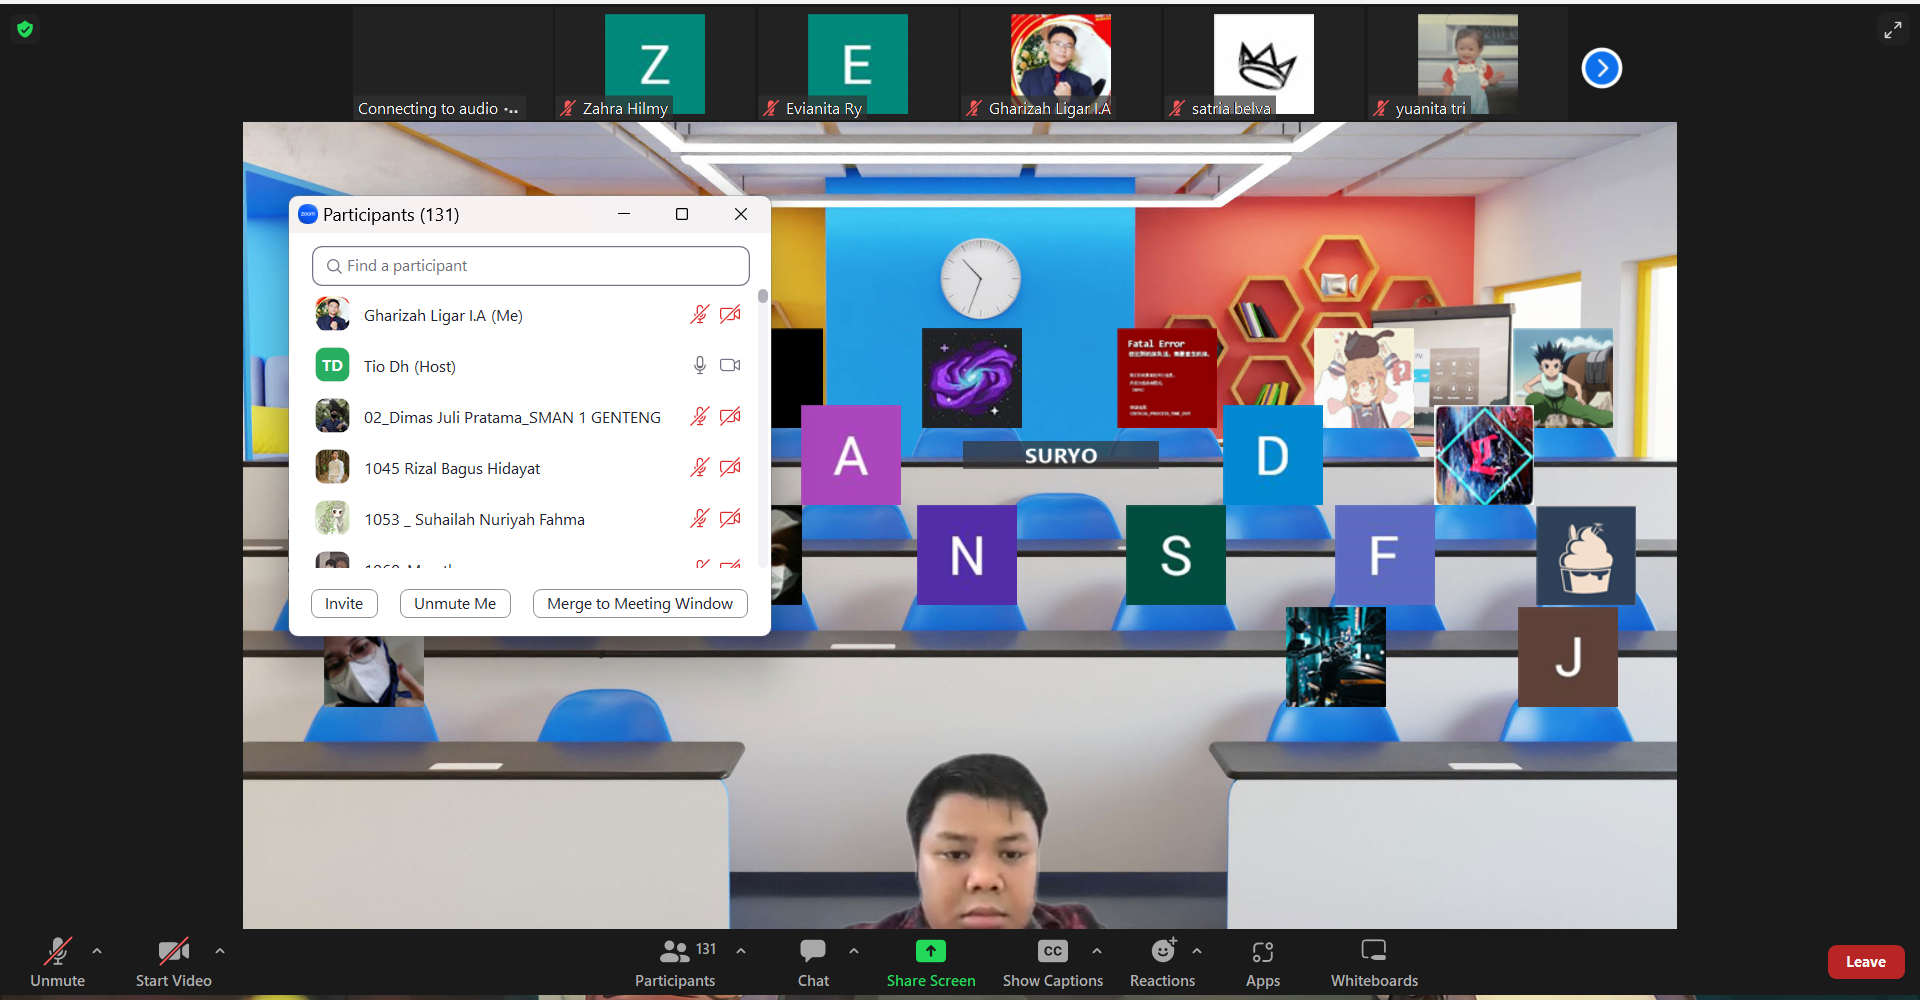 Connecting to audio ·..
Zahra Hilmy
Evianita Ry
Gharizah Ligar I.A
satria belva
yuanita tri
Z
E
zoom
Participants (131)
Find a participant
Gharizah Ligar I.A (Me)
TD
Tio Dh (Host)
02_Dimas Juli Pratama_SMAN 1 GENTENG
1045 Rizal Bagus Hidayat
1053 _ Suhailah Nuriyah Fahma
Invite
Unmute Me
Merge to Meeting Window
Fatal Error
A
SURYO
D
N
S
F
J
Unmute
Start Video
131
Participants
Chat
Share Screen
CC
Show Captions
Reactions
Apps
Whiteboards
Leave